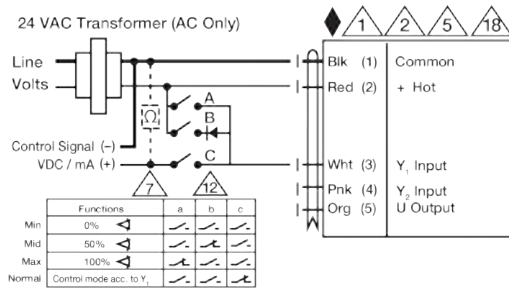 24 VAC Transformer (AC Only)
1 2 5 18
Line
Volts
Blk (1) Common
Red (2) + Hot
A
Ω
B
Control Signal (–)
VDC / mA (+)
C
Wht (3) Y1 Input
Pnk (4) Y2 Input
Org (5) U Output
7 12
Functions a b c
Min 0%
Mid 50%
Max 100%
Normal Control mode acc. to Y1